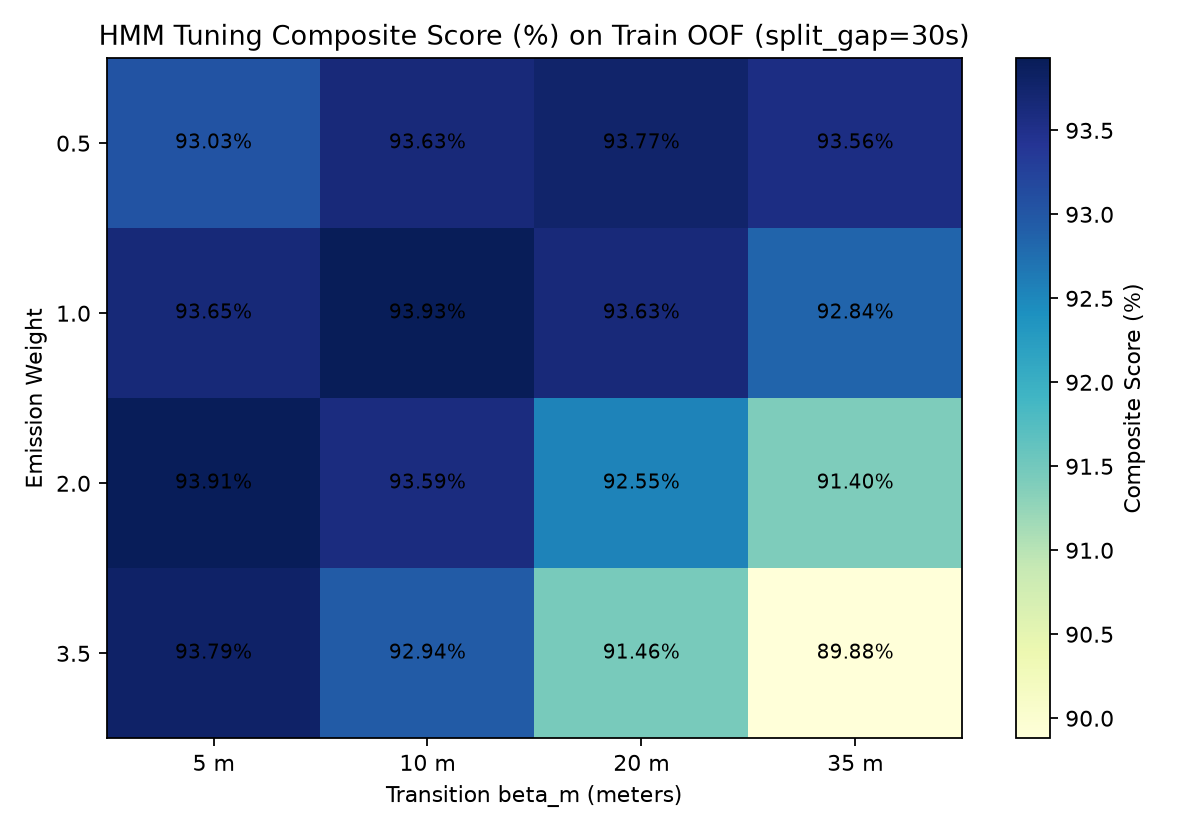 HMM Tuning Composite Score (%) on Train OOF (split_gap=30s)
Emission Weight
0.5 93.03% 93.63% 93.77% 93.56%
1.0 93.65% 93.93% 93.63% 92.84%
2.0 93.91% 93.59% 92.55% 91.40%
3.5 93.79% 92.94% 91.46% 89.88%
5 m 10 m 20 m 35 m
Transition beta_m (meters)
93.5
93.0
92.5
92.0
91.5
91.0
90.5
90.0
Composite Score (%)